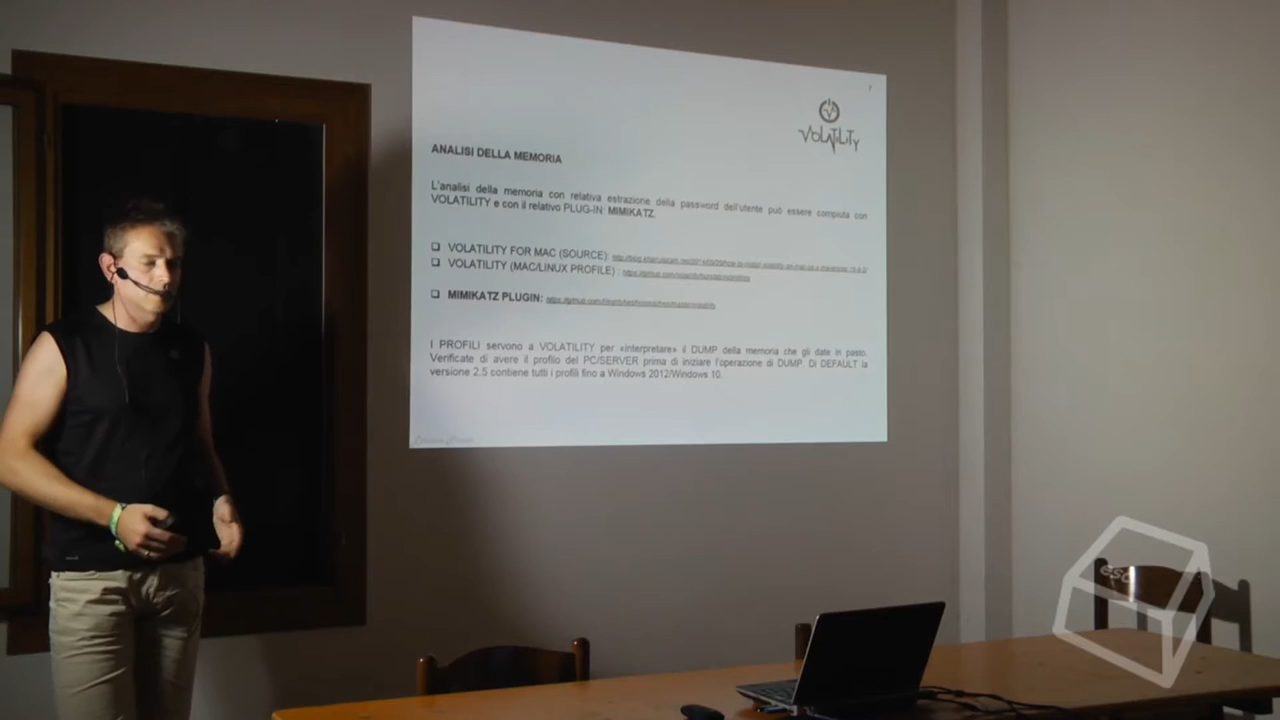 7
VOLATILITY
ANALISI DELLA MEMORIA
L'analisi della memoria con relativa estrazione della password dell'utente può essere compiuta con
VOLATILITY e con il relativo PLUG-IN: MIMIKATZ.
❑ VOLATILITY FOR MAC (SOURCE):
❑ VOLATILITY (MAC/LINUX PROFILE) :
❑ MIMIKATZ PLUGIN:
I PROFILI servono a VOLATILITY per «interpretare» il DUMP della memoria che gli date in pasto.
Verificate di avere il profilo del PC/SERVER prima di iniziare l'operazione di DUMP. Di DEFAULT la
versione 2.5 contiene tutti i profili fino a Windows 2012/Windows 10.
esc